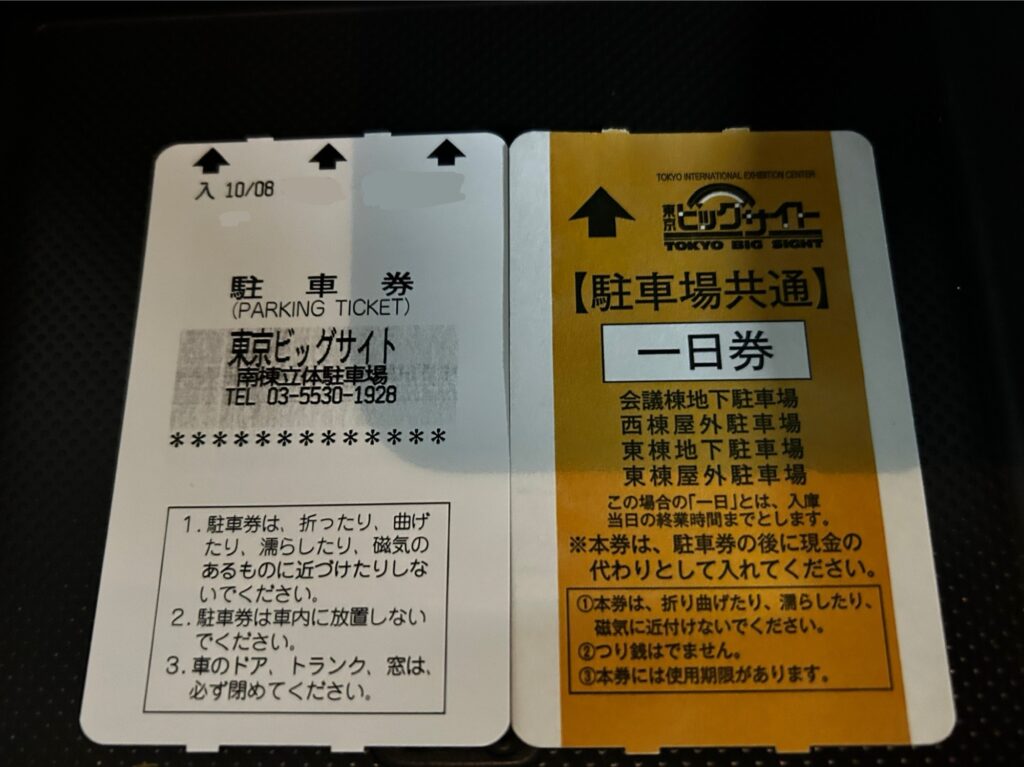 入 10/08
駐車券
(PARKING TICKET)
東京ビッグサイト
南棟立体駐車場
TEL 03-5530-1928
*************
1. 駐車券は、折ったり、曲げ
たり、濡らしたり、磁気の
あるものに近づけたりしな
いでください。
2. 駐車券は車内に放置しない
でください。
3. 車のドア、トランク、窓は、
必ず閉めてください。
TOKYO INTERNATIONAL EXHIBITION CENTER
東京ビッグサイト
TOKYO BIG SIGHT
【駐車場共通】
一日券
会議棟地下駐車場
西棟屋外駐車場
東棟地下駐車場
東棟屋外駐車場
この場合の「一日」とは、入庫
当日の終業時間までとします。
※本券は、駐車券の後に現金の
代わりとして入れてください。
①本券は、折り曲げたり、濡らしたり、
磁気に近付けないでください。
②つり銭はでません。
③本券には使用期限があります。